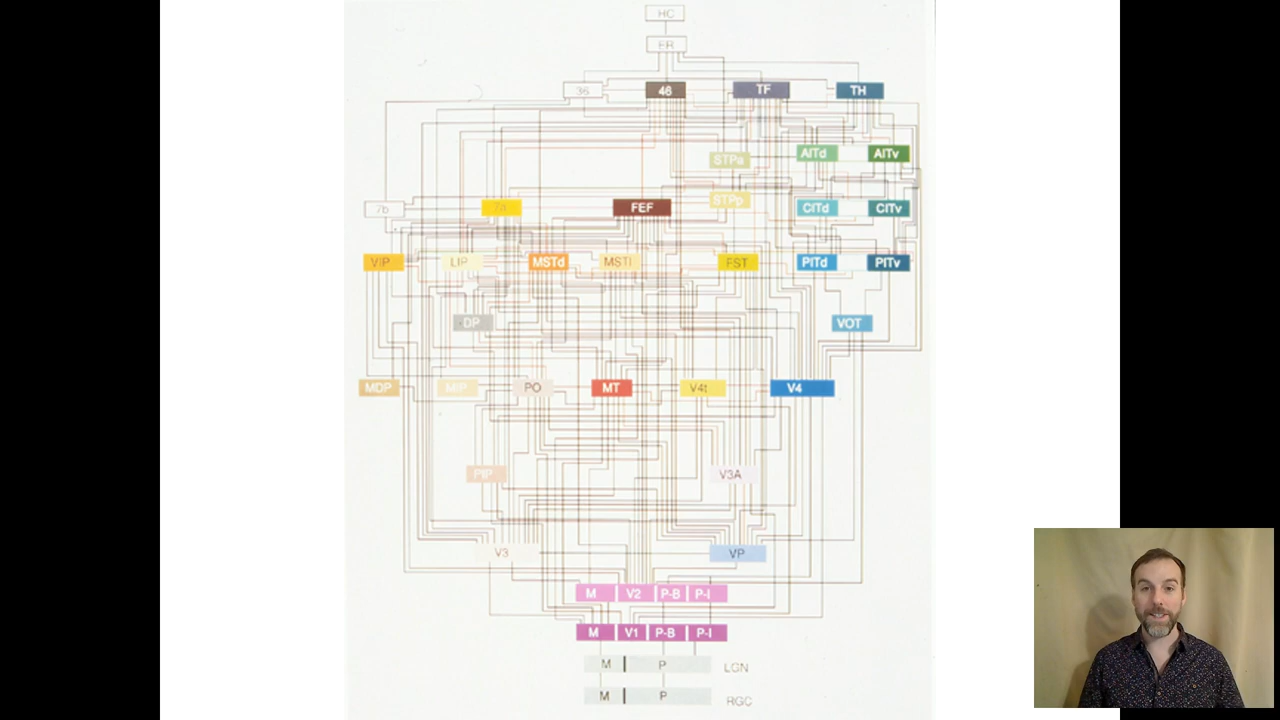 HC
ER
36 46 TF TH
STPa AITd AITv
7b 7a FEF STPp CITd CITv
VIP LIP MSTd MSTl FST PITd PITv
DP VOT
MDP MIP PO MT V4t V4
PIP V3A
V3 VP
M V2 P-B P-I
M V1 P-B P-I
M P LGN
M P RGC